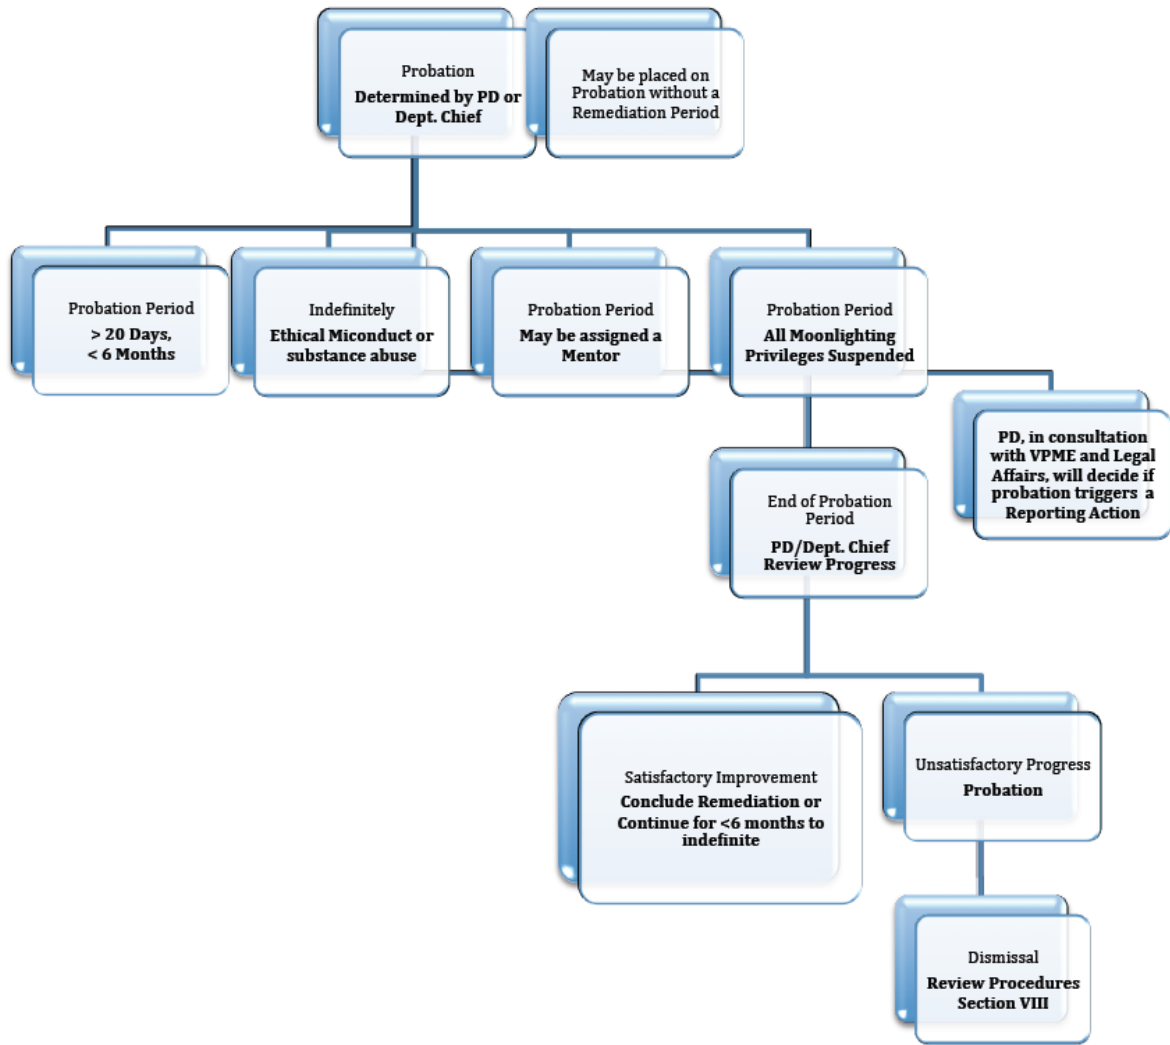 Probation
Determined by PD or
Dept. Chief
May be placed on
Probation without a
Remediation Period
Probation Period
> 20 Days,
< 6 Months
Indefinitely
Ethical Miconduct or
substance abuse
Probation Period
May be assigned a
Mentor
Probation Period
All Moonlighting
Privileges Suspended
PD, in consultation
with VPME and Legal
Affairs, will decide if
probation triggers a
Reporting Action
End of Probation
Period
PD/Dept. Chief
Review Progress
Satisfactory Improvement
Conclude Remediation or
Continue for <6 months to
indefinite
Unsatisfactory Progress
Probation
Dismissal
Review Procedures
Section VIII